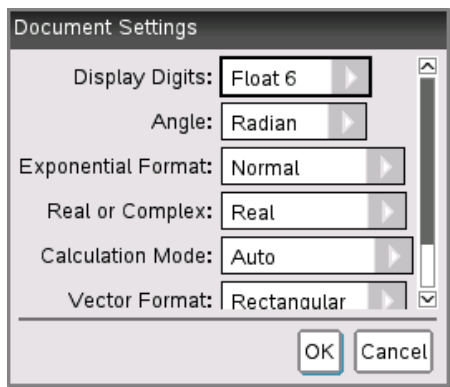 Document Settings
Display Digits: Float 6
Angle: Radian
Exponential Format: Normal
Real or Complex: Real
Calculation Mode: Auto
Vector Format: Rectangular
OK Cancel